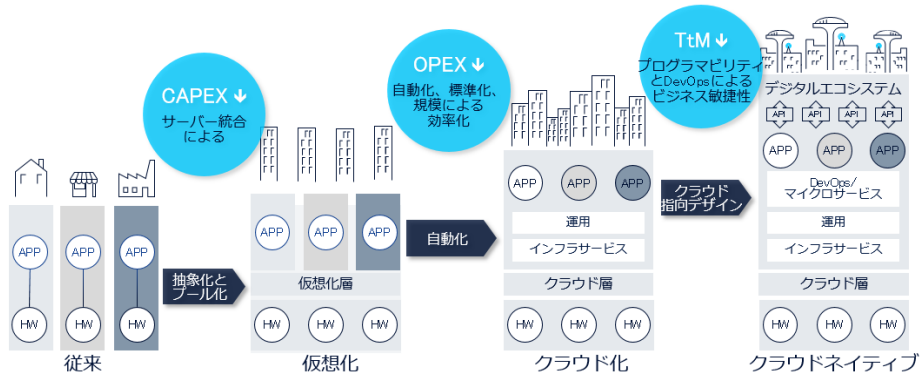 CAPEX ↓
サーバー統合
による
OPEX ↓
自動化、標準化、
規模による
効率化
TtM ↓
プログラマビリティ
とDevOpsによる
ビジネス敏捷性
APP
APP
APP
HW
HW
HW
従来
抽象化と
プール化
APP
APP
APP
仮想化層
HW
HW
HW
仮想化
自動化
APP
APP
APP
運用
インフラサービス
クラウド層
HW
HW
HW
クラウド化
クラウド
指向デザイン
デジタルエコシステム
API
API
API
API
APP
APP
APP
DevOps/
マイクロサービス
運用
インフラサービス
クラウド層
HW
HW
HW
クラウドネイティブ